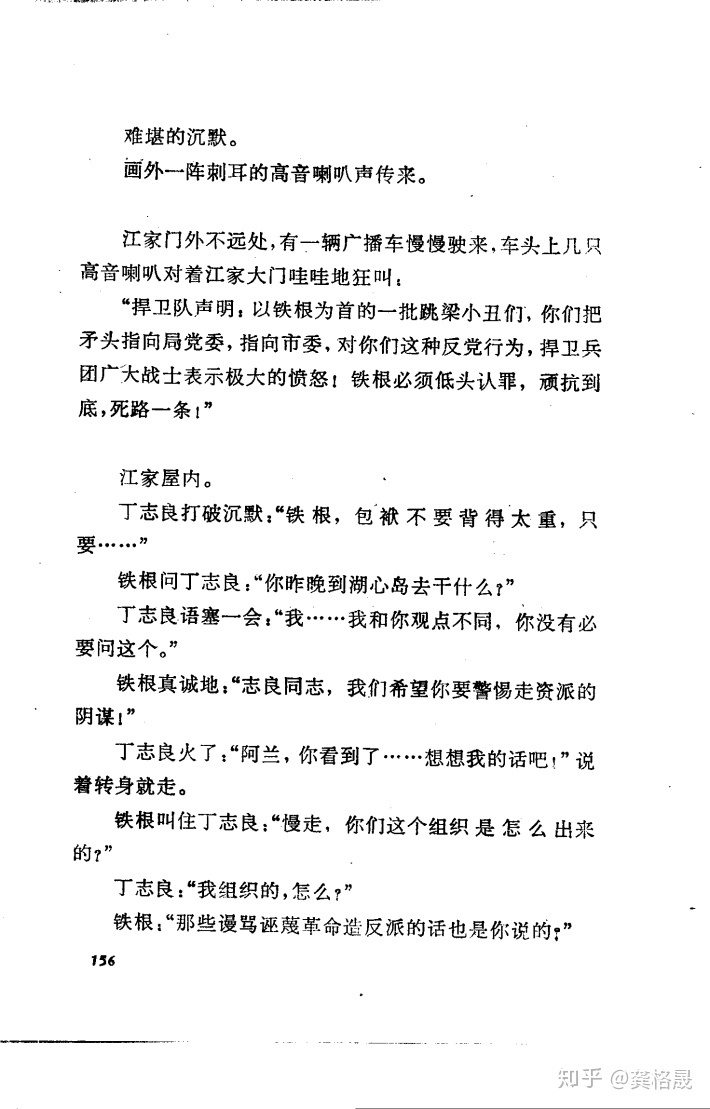 难堪的沉默。
画外一阵刺耳的高音喇叭声传来。
江家门外不远处，有一辆广播车慢慢驶来，车头上几只
高音喇叭对着江家大门哇哇地狂叫：
“捍卫队声明：以铁根为首的一批跳梁小丑们，你们把
矛头指向局党委，指向市委，对你们这种反党行为，捍卫兵
团广大战士表示极大的愤怒！铁根必须低头认罪，顽抗到
底，死路一条！”
江家屋内。
丁志良打破沉默：“铁根，包袱不要背得太重，只
要……”
铁根问丁志良：“你昨晚到湖心岛去干什么？”
丁志良语塞一会：“我……我和你观点不同，你没有必
要问这个。”
铁根真诚地：“志良同志，我们希望你要警惕走资派的
阴谋！”
丁志良火了：“阿兰，你看到了……想想我的话吧！”说
着转身就走。
铁根叫住丁志良：“慢走，你们这个组织是怎么出来
的？”
丁志良：“我组织的，怎么？”
铁根：“那些谩骂诬蔑革命造反派的话也是你说的？”
156
知乎 @龚格晟